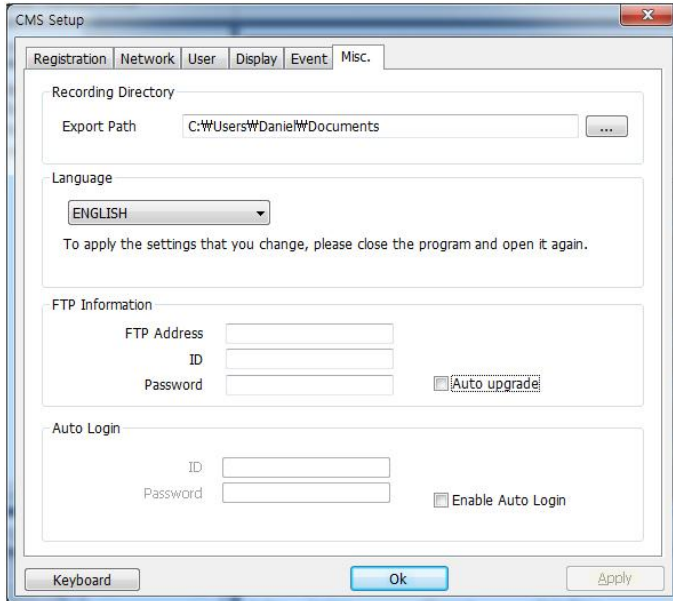 CMS Setup
Registration Network User Display Event Misc.
Recording Directory
Export Path C:₩Users₩Daniel₩Documents ...
Language
ENGLISH
To apply the settings that you change, please close the program and open it again.
FTP Information
FTP Address
ID
Password Auto upgrade
Auto Login
ID
Password Enable Auto Login
Keyboard Ok Apply